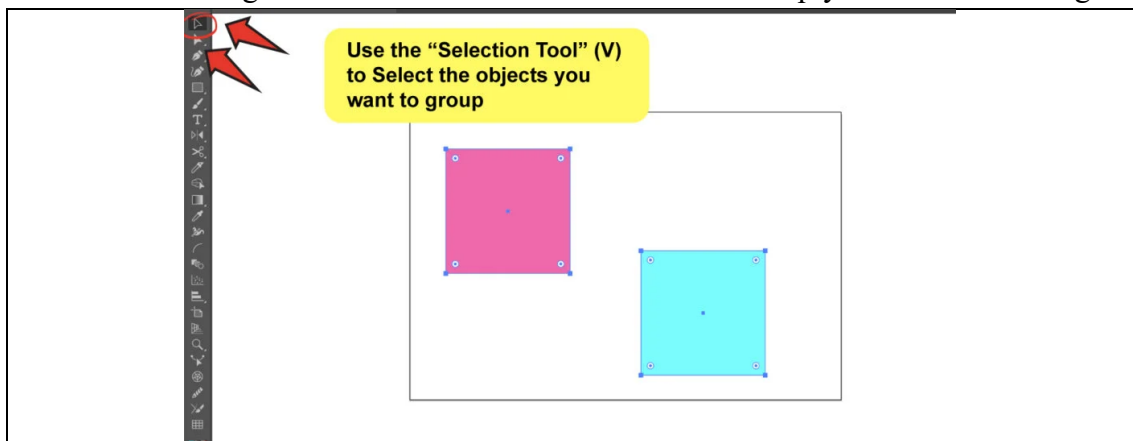 Use the “Selection Tool” (V)
to Select the objects you
want to group